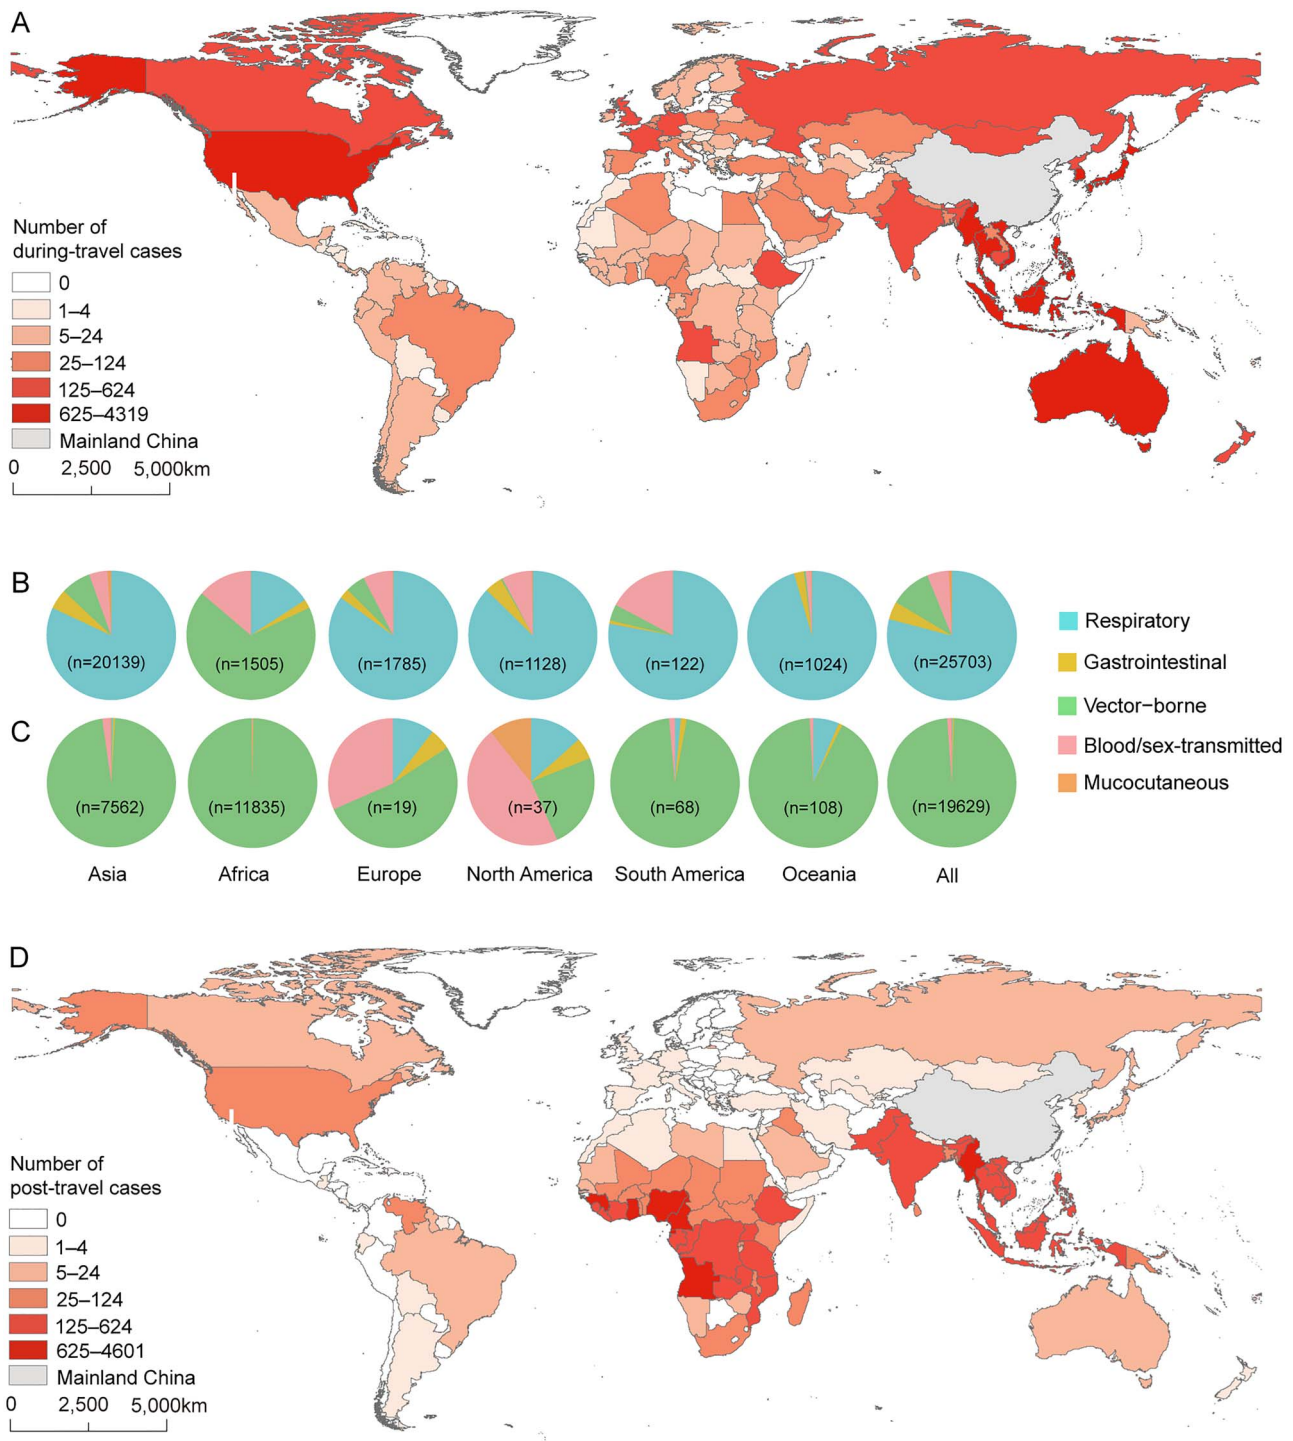 A
Number of
during-travel cases
0
1–4
5–24
25–124
125–624
625–4319
Mainland China
0 2,500 5,000km
B
(n=20139) (n=1505) (n=1785) (n=1128) (n=122) (n=1024) (n=25703)
Respiratory
Gastrointestinal
Vector−borne
Blood/sex-transmitted
Mucocutaneous
C
(n=7562) (n=11835) (n=19) (n=37) (n=68) (n=108) (n=19629)
Asia Africa Europe North America South America Oceania All
D
Number of
post-travel cases
0
1–4
5–24
25–124
125–624
625–4601
Mainland China
0 2,500 5,000km